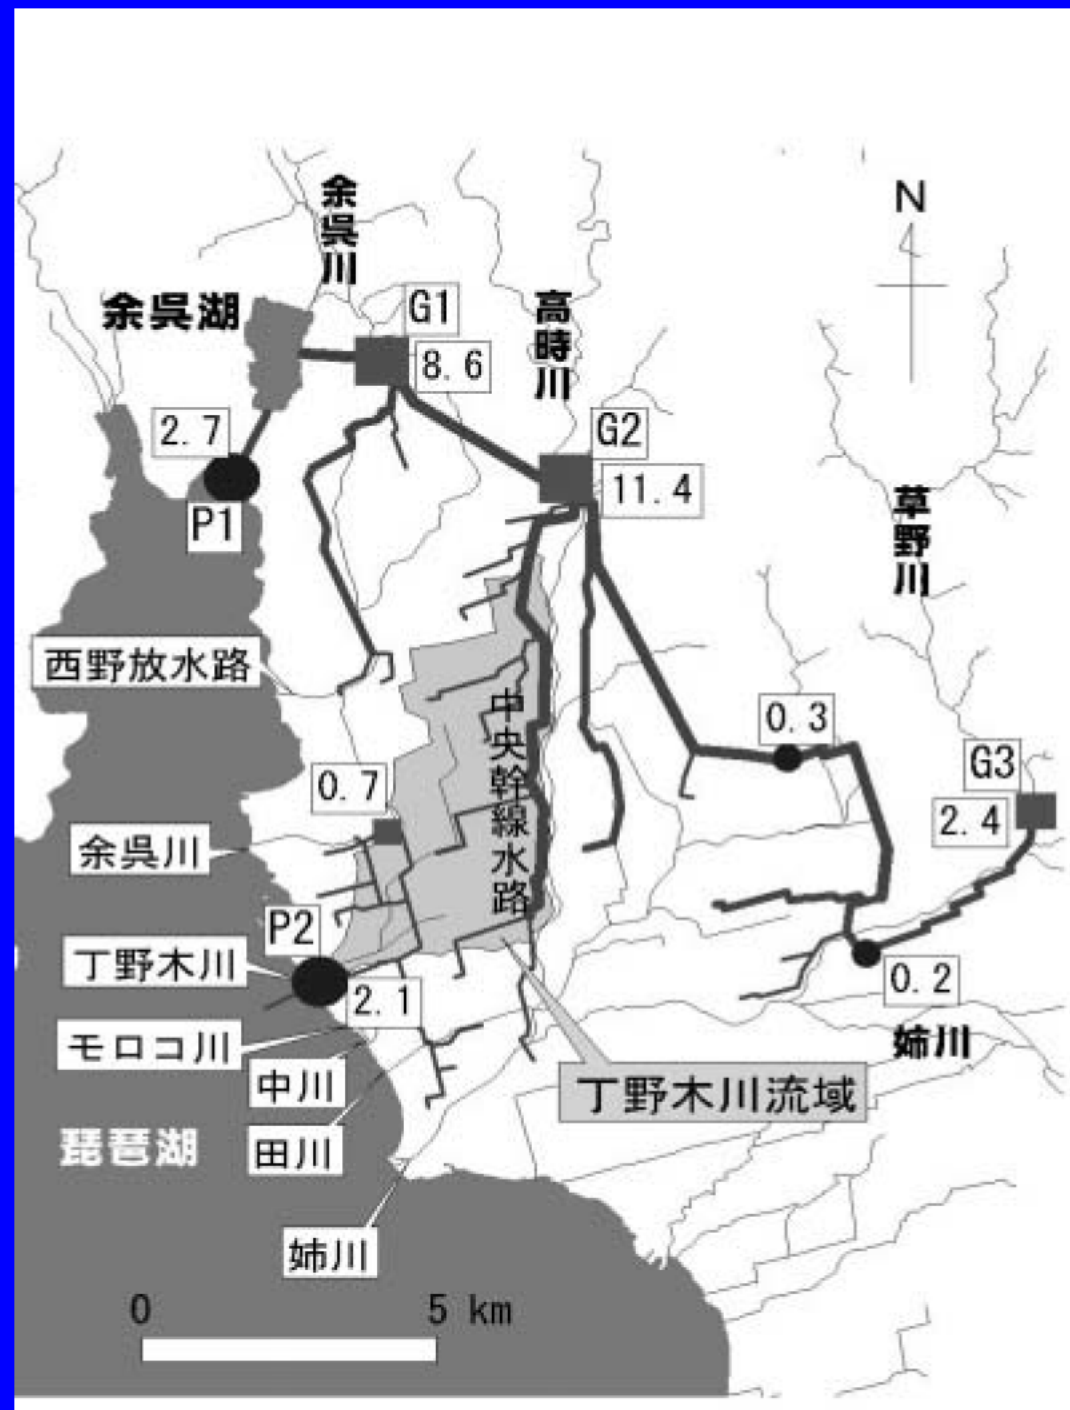 余呉川
N
余呉湖
G1
高時川
8.6
2.7
G2
11.4
P1
草野川
西野放水路
中央幹線水路
0.3
0.7
G3
2.4
余呉川
P2
丁野木川
2.1
0.2
モロコ川
姉川
中川
丁野木川流域
琵琶湖
田川
姉川
0 5 km